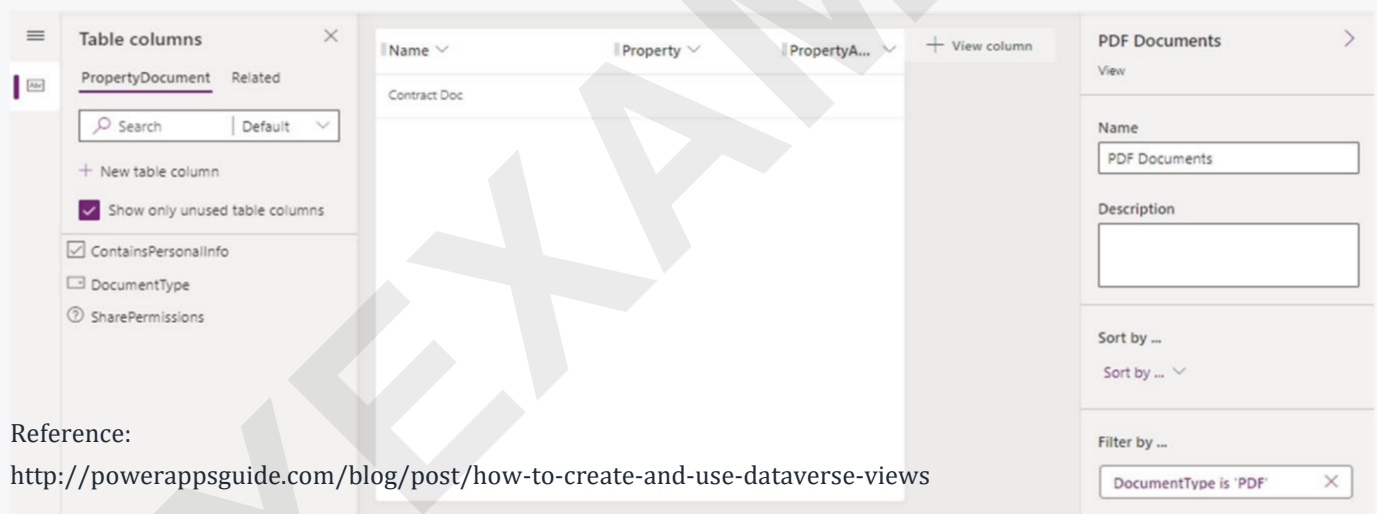 Table columns
PropertyDocument Related
Search Default
New table column
Show only unused table columns
ContainsPersonalInfo
DocumentType
SharePermissions
Name Property PropertyA... View column
Contract Doc
PDF Documents
View
Name
PDF Documents
Description
Sort by ...
Sort by ...
Filter by ...
DocumentType is 'PDF'
Reference:
http://powerappsguide.com/blog/post/how-to-create-and-use-dataverse-views
YEXAM